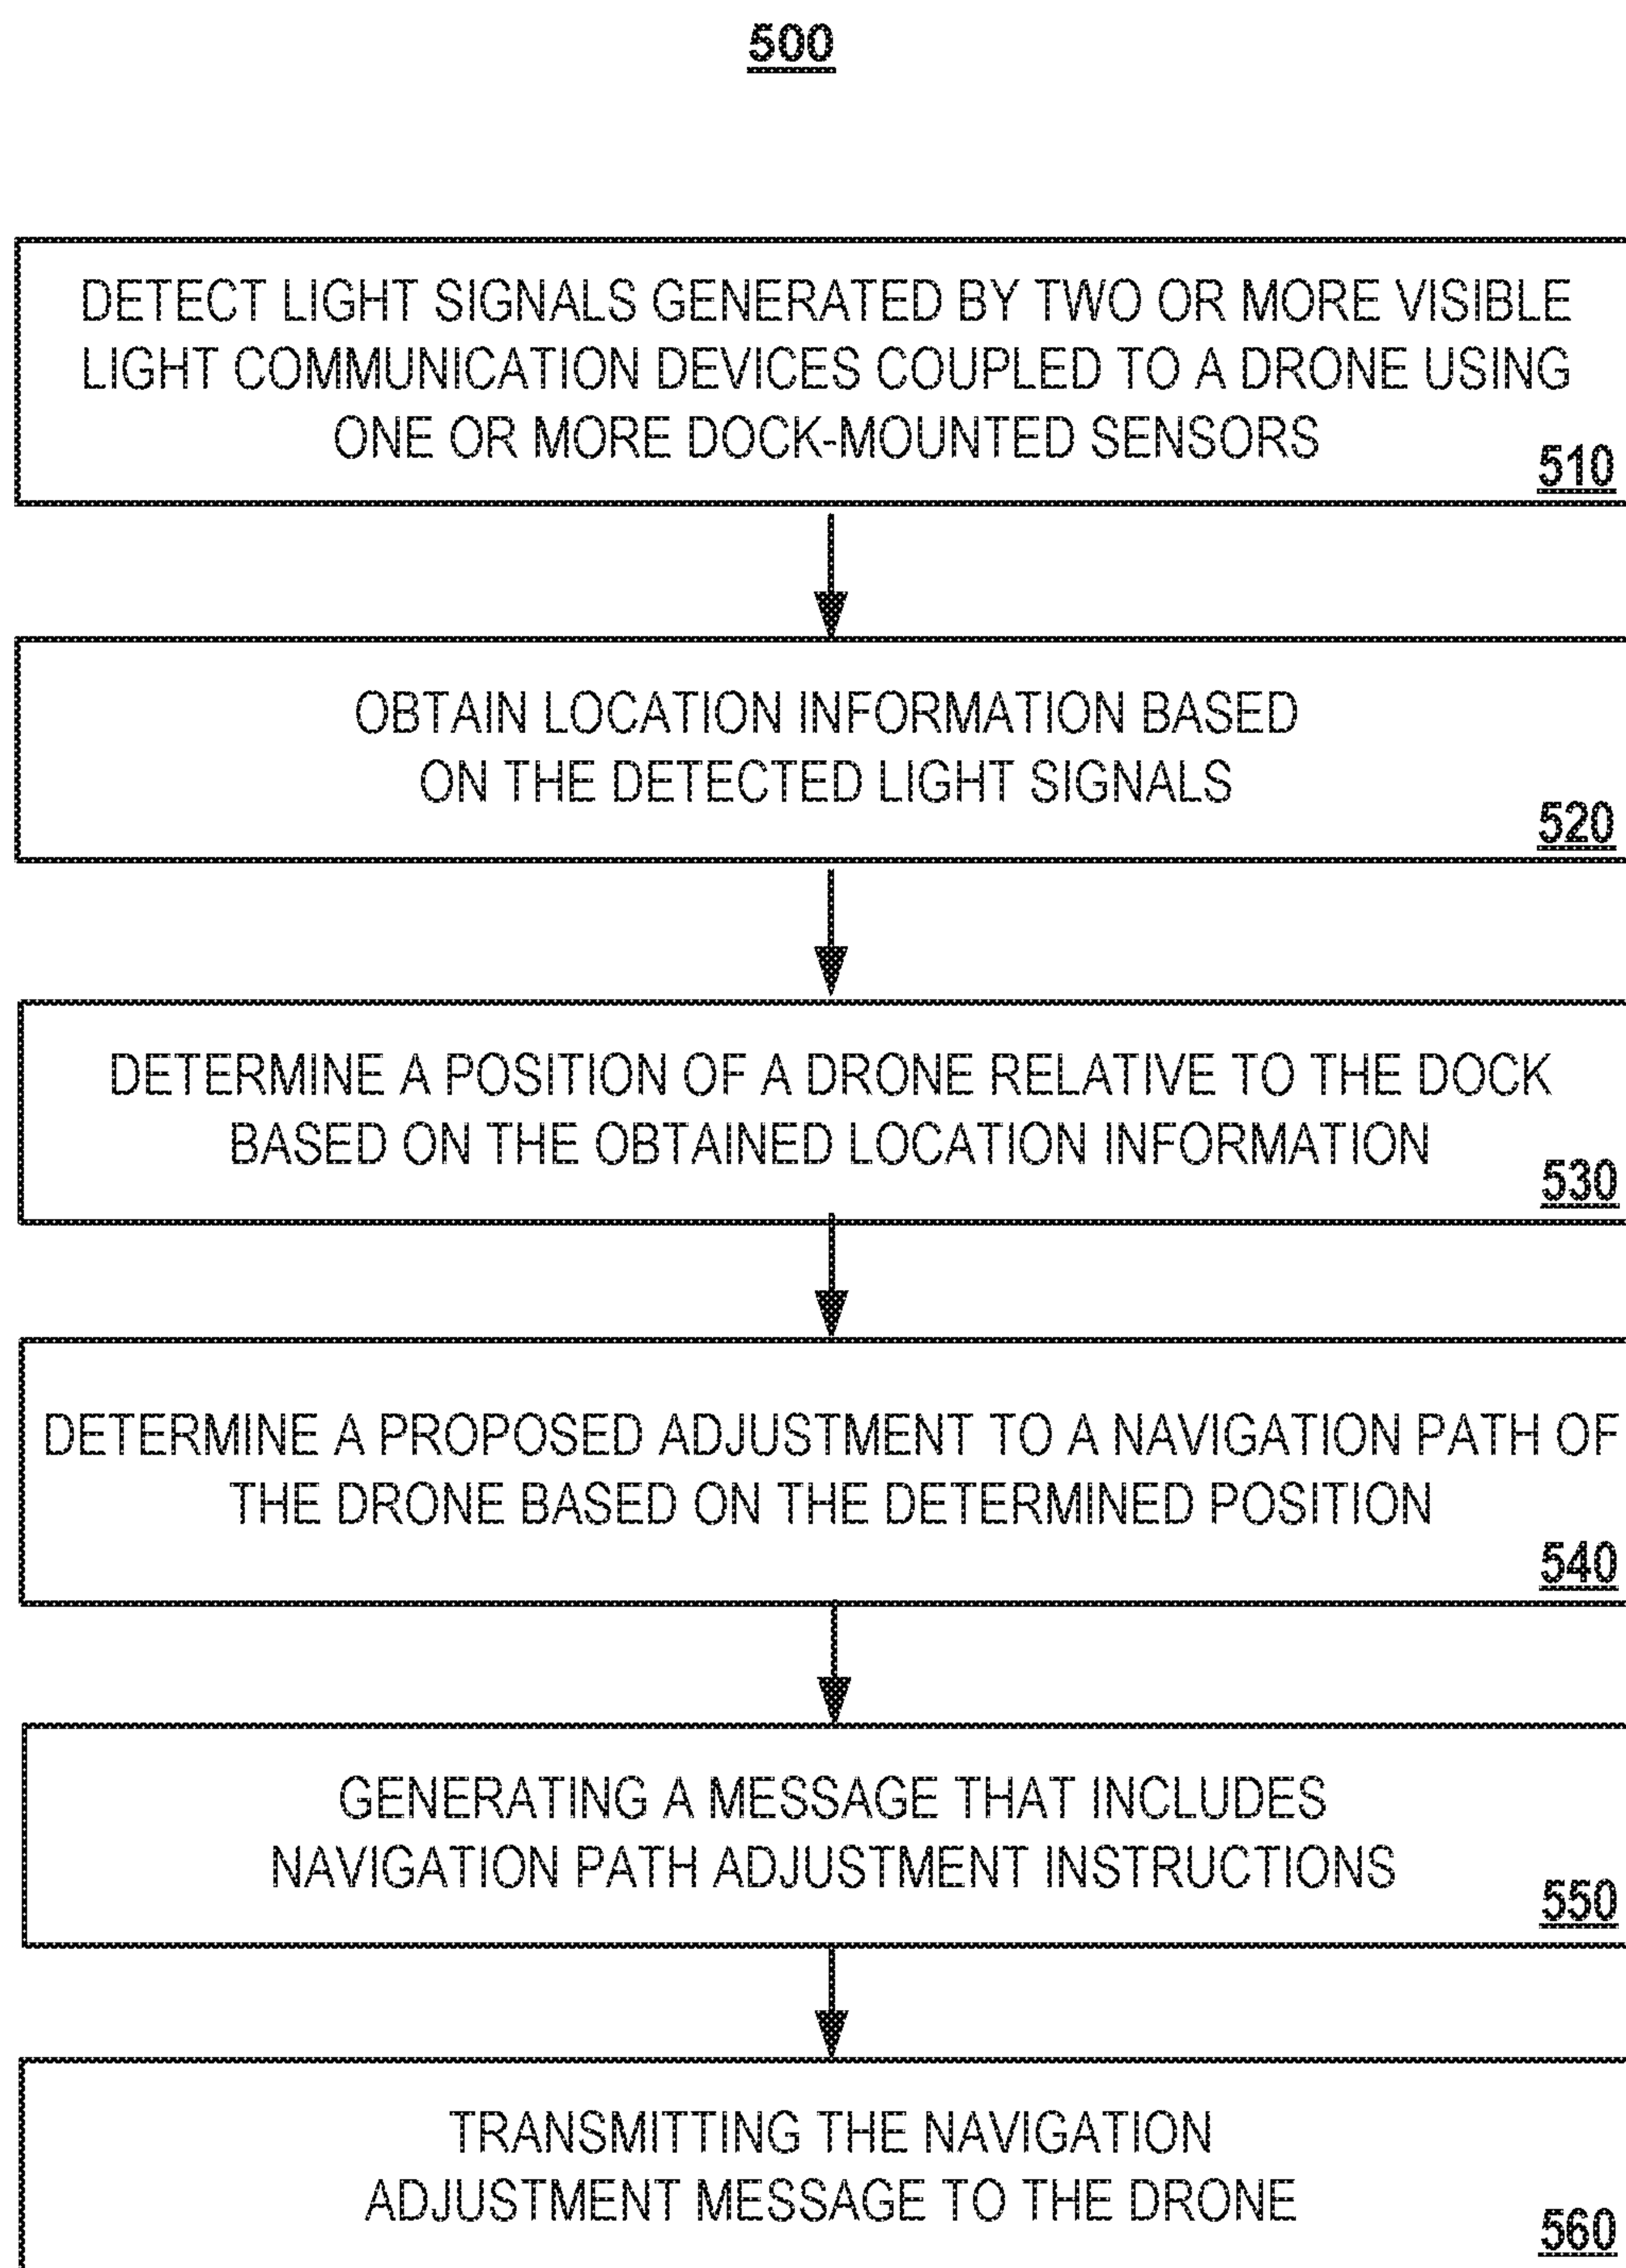 500
DETECT LIGHT SIGNALS GENERATED BY TWO OR MORE VISIBLE
LIGHT COMMUNICATION DEVICES COUPLED TO A DRONE USING
ONE OR MORE DOCK-MOUNTED SENSORS
510
OBTAIN LOCATION INFORMATION BASED
ON THE DETECTED LIGHT SIGNALS
520
DETERMINE A POSITION OF A DRONE RELATIVE TO THE DOCK
BASED ON THE OBTAINED LOCATION INFORMATION
530
DETERMINE A PROPOSED ADJUSTMENT TO A NAVIGATION PATH OF
THE DRONE BASED ON THE DETERMINED POSITION
540
GENERATING A MESSAGE THAT INCLUDES
NAVIGATION PATH ADJUSTMENT INSTRUCTIONS
550
TRANSMITTING THE NAVIGATION
ADJUSTMENT MESSAGE TO THE DRONE
560